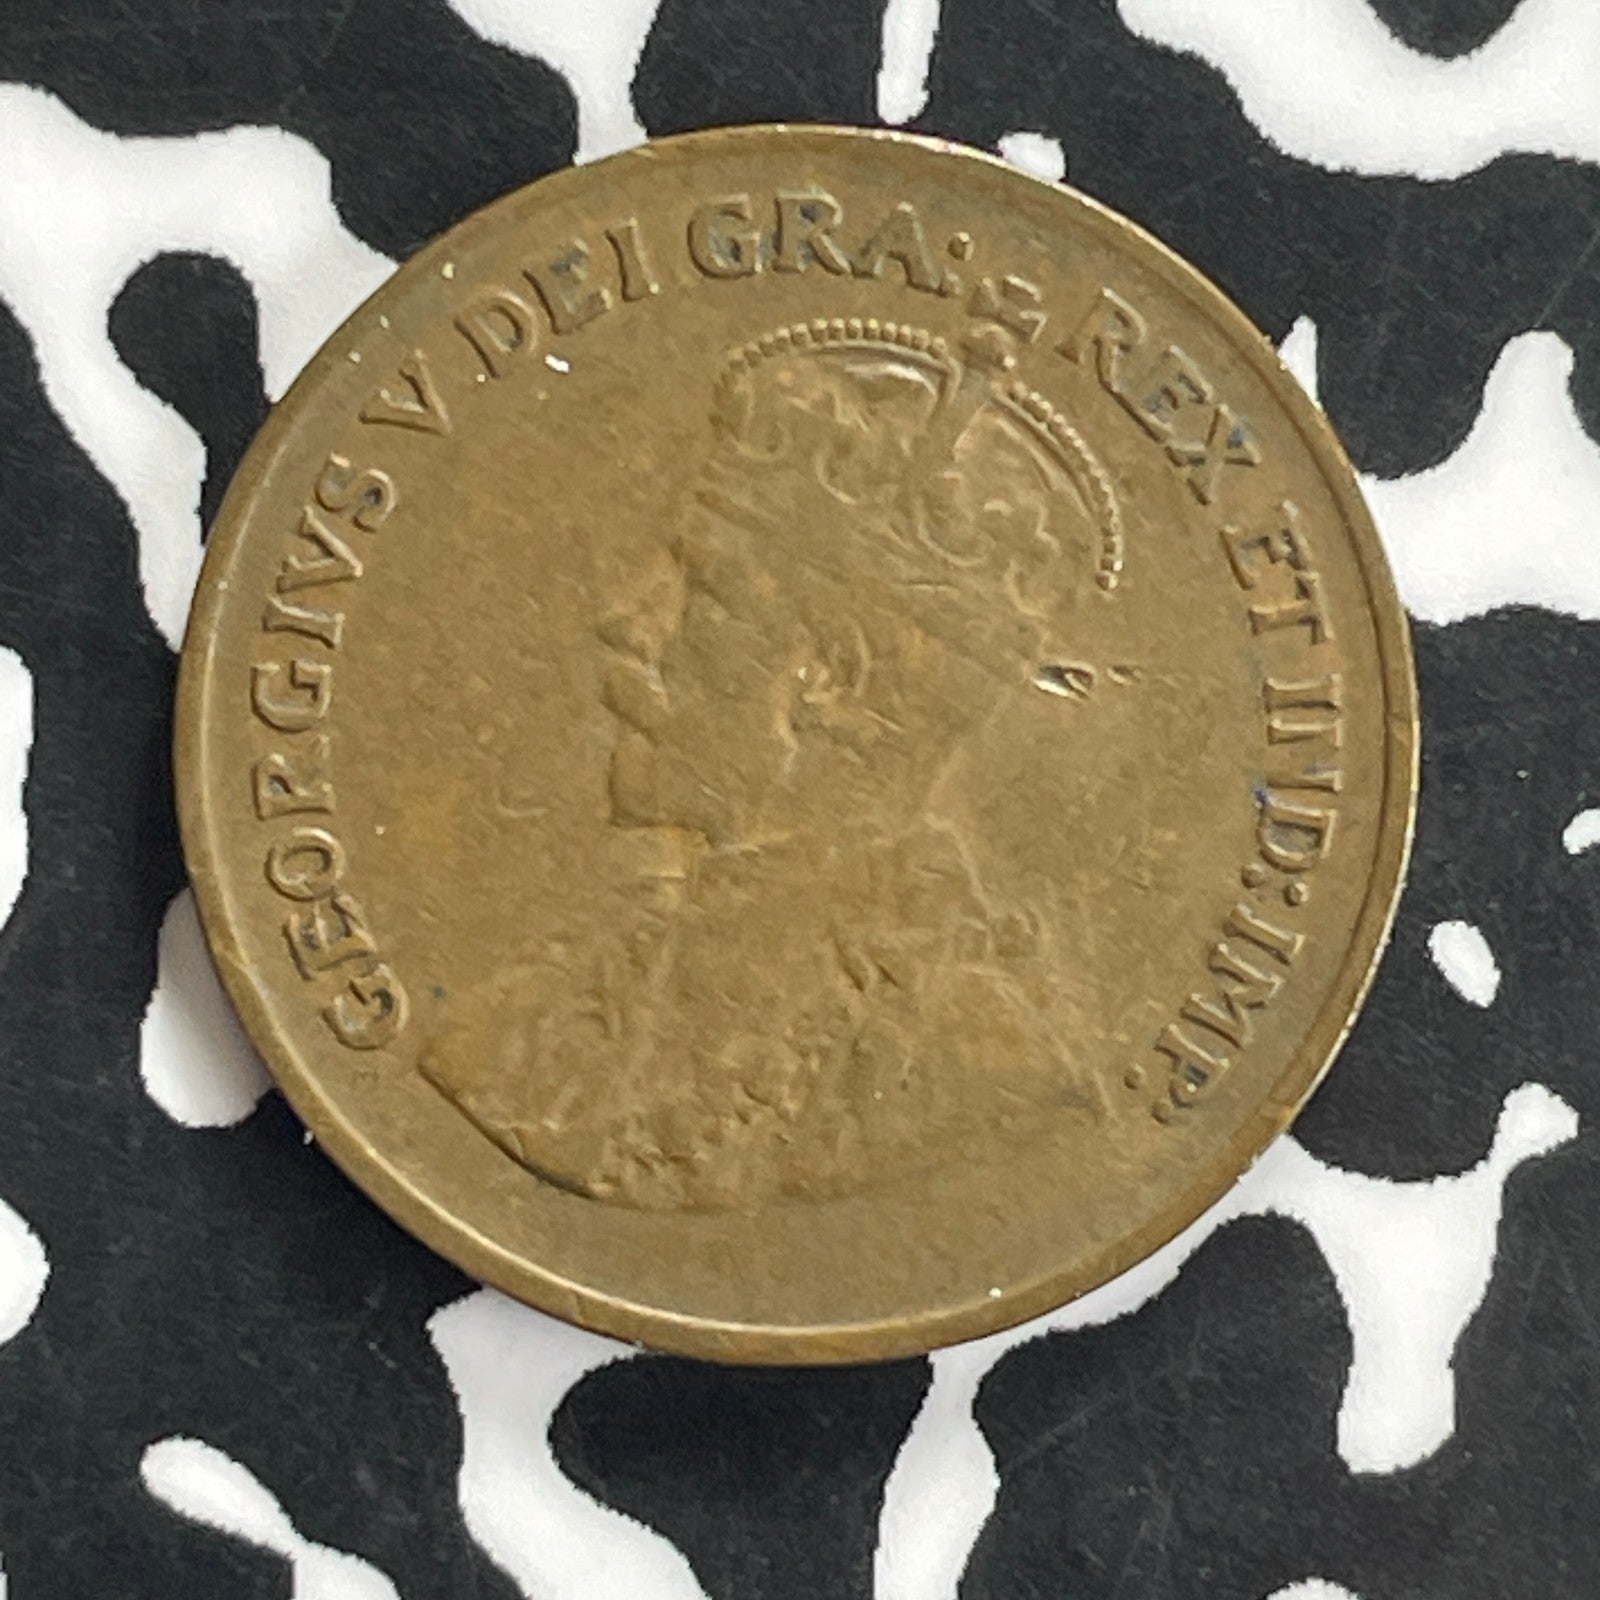 GEORGIVS V DEI GRA: REX ET IND: IMP: